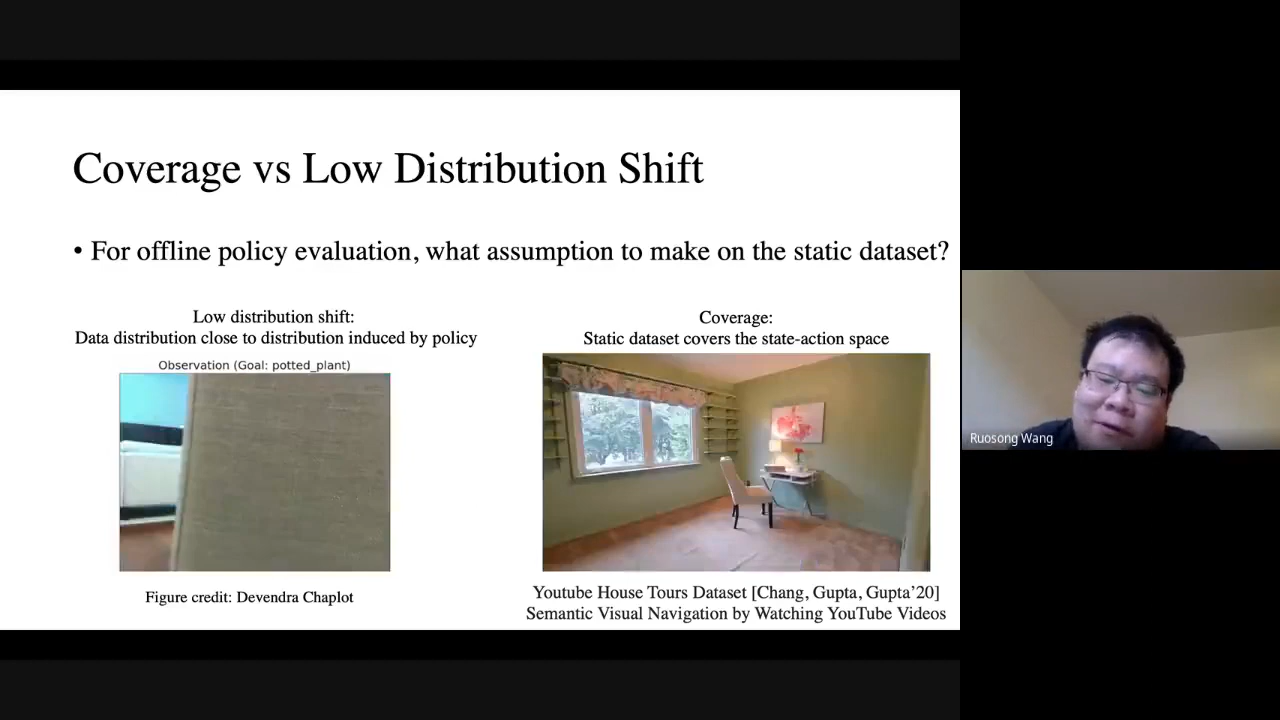 Coverage vs Low Distribution Shift
• For offline policy evaluation, what assumption to make on the static dataset?
Low distribution shift:
Data distribution close to distribution induced by policy
Observation (Goal: potted_plant)
Figure credit: Devendra Chaplot
Coverage:
Static dataset covers the state-action space
Youtube House Tours Dataset [Chang, Gupta, Gupta’20]
Semantic Visual Navigation by Watching YouTube Videos
Ruosong Wang